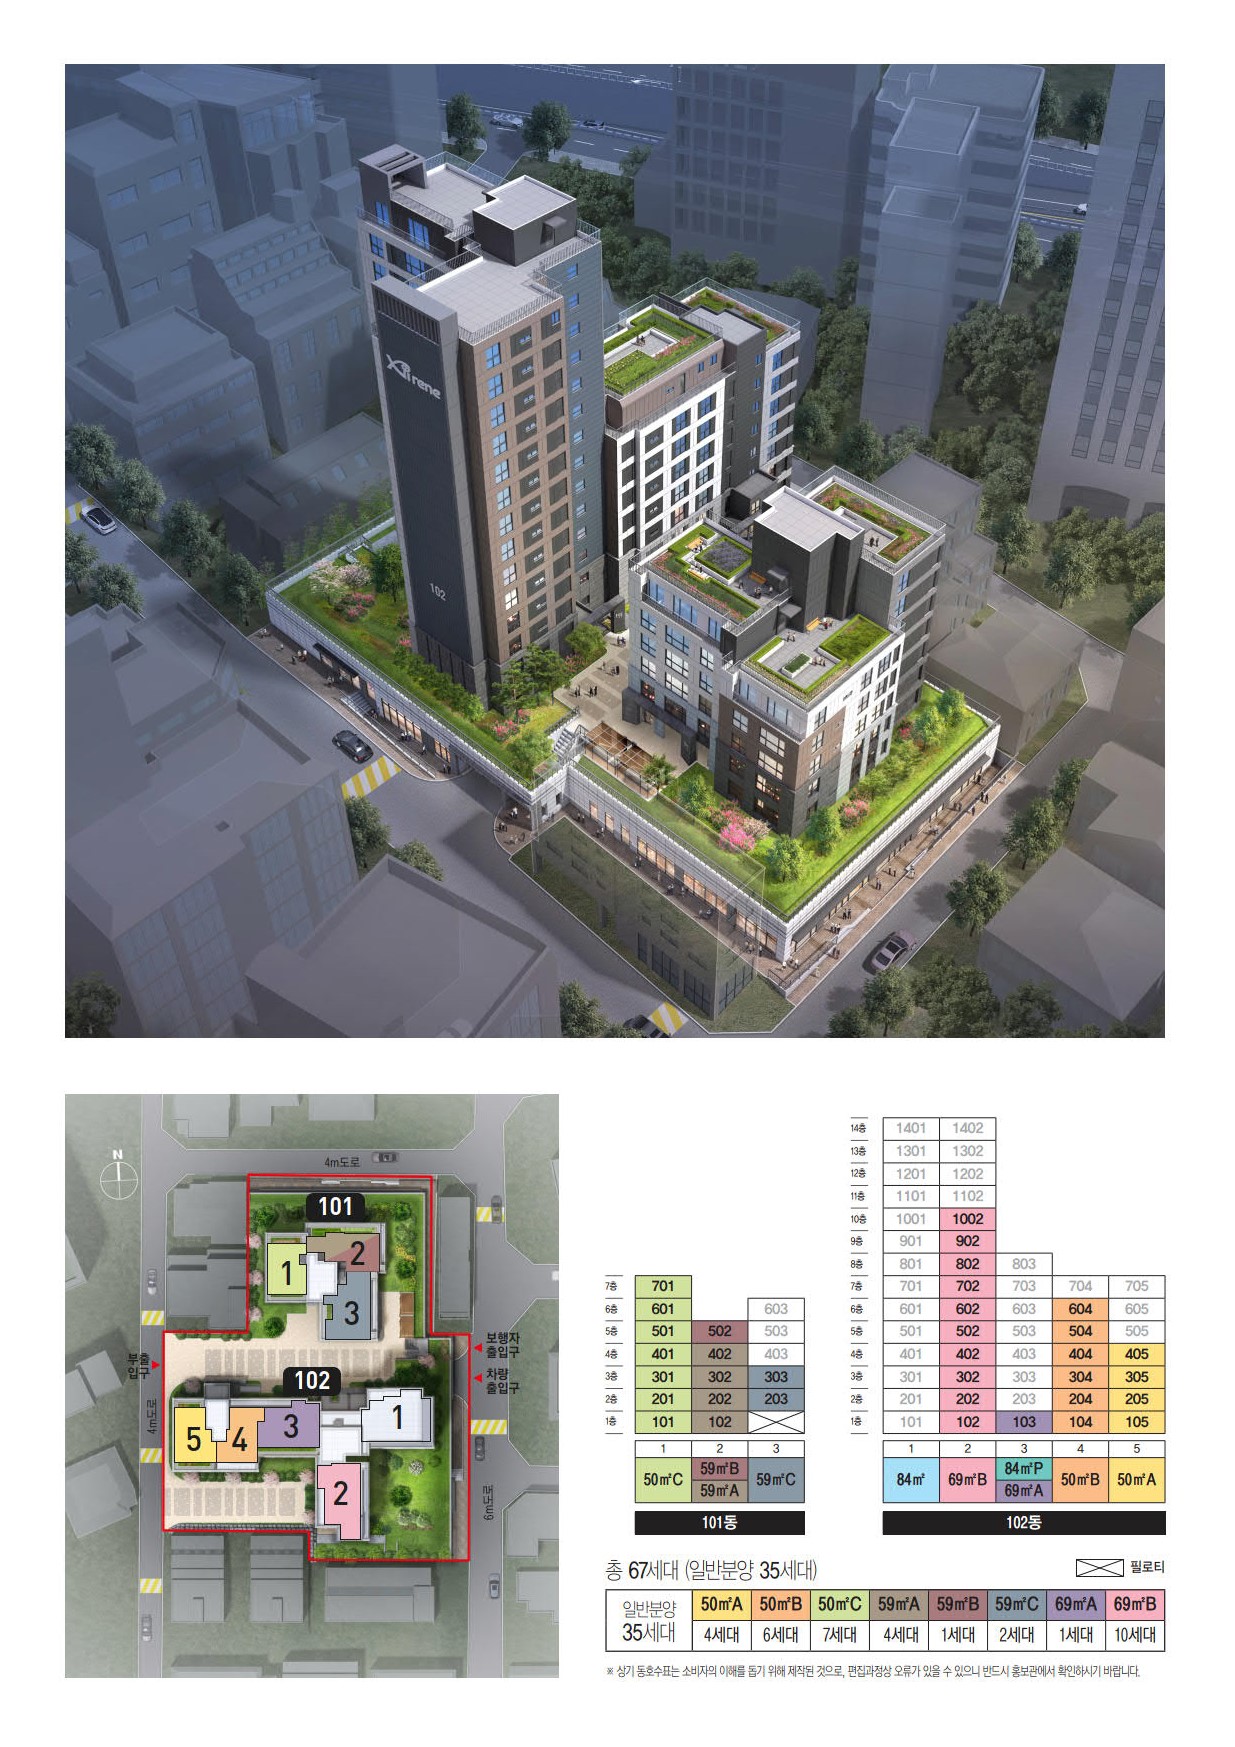 Xi rene
102
N
4m도로
101
1
2
3
보행자
출입구
차량
출입구
부출
입구
102
4m도로
5
4
3
1
2
6m도로
7층 701
6층 601 603
5층 501 502 503
4층 401 402 403
3층 301 302 303
2층 201 202 203
1층 101 102
1 2 3
50㎡C 59㎡B 59㎡A 59㎡C
101동
14층 1401 1402
13층 1301 1302
12층 1201 1202
11층 1101 1102
10층 1001 1002
9층 901 902
8층 801 802 803
7층 701 702 703 704 705
6층 601 602 603 604 605
5층 501 502 503 504 505
4층 401 402 403 404 405
3층 301 302 303 304 305
2층 201 202 203 204 205
1층 101 102 103 104 105
1 2 3 4 5
84㎡ 69㎡B 84㎡P 69㎡A 50㎡B 50㎡A
102동
총 67세대 (일반분양 35세대)
필로티
일반분양
35세대
50㎡A 50㎡B 50㎡C 59㎡A 59㎡B 59㎡C 69㎡A 69㎡B
4세대 6세대 7세대 4세대 1세대 2세대 1세대 10세대
※ 상기 동호수표는 소비자의 이해를 돕기 위해 제작된 것으로, 편집과정상 오류가 있을 수 있으니 반드시 홍보관에서 확인하시기 바랍니다.